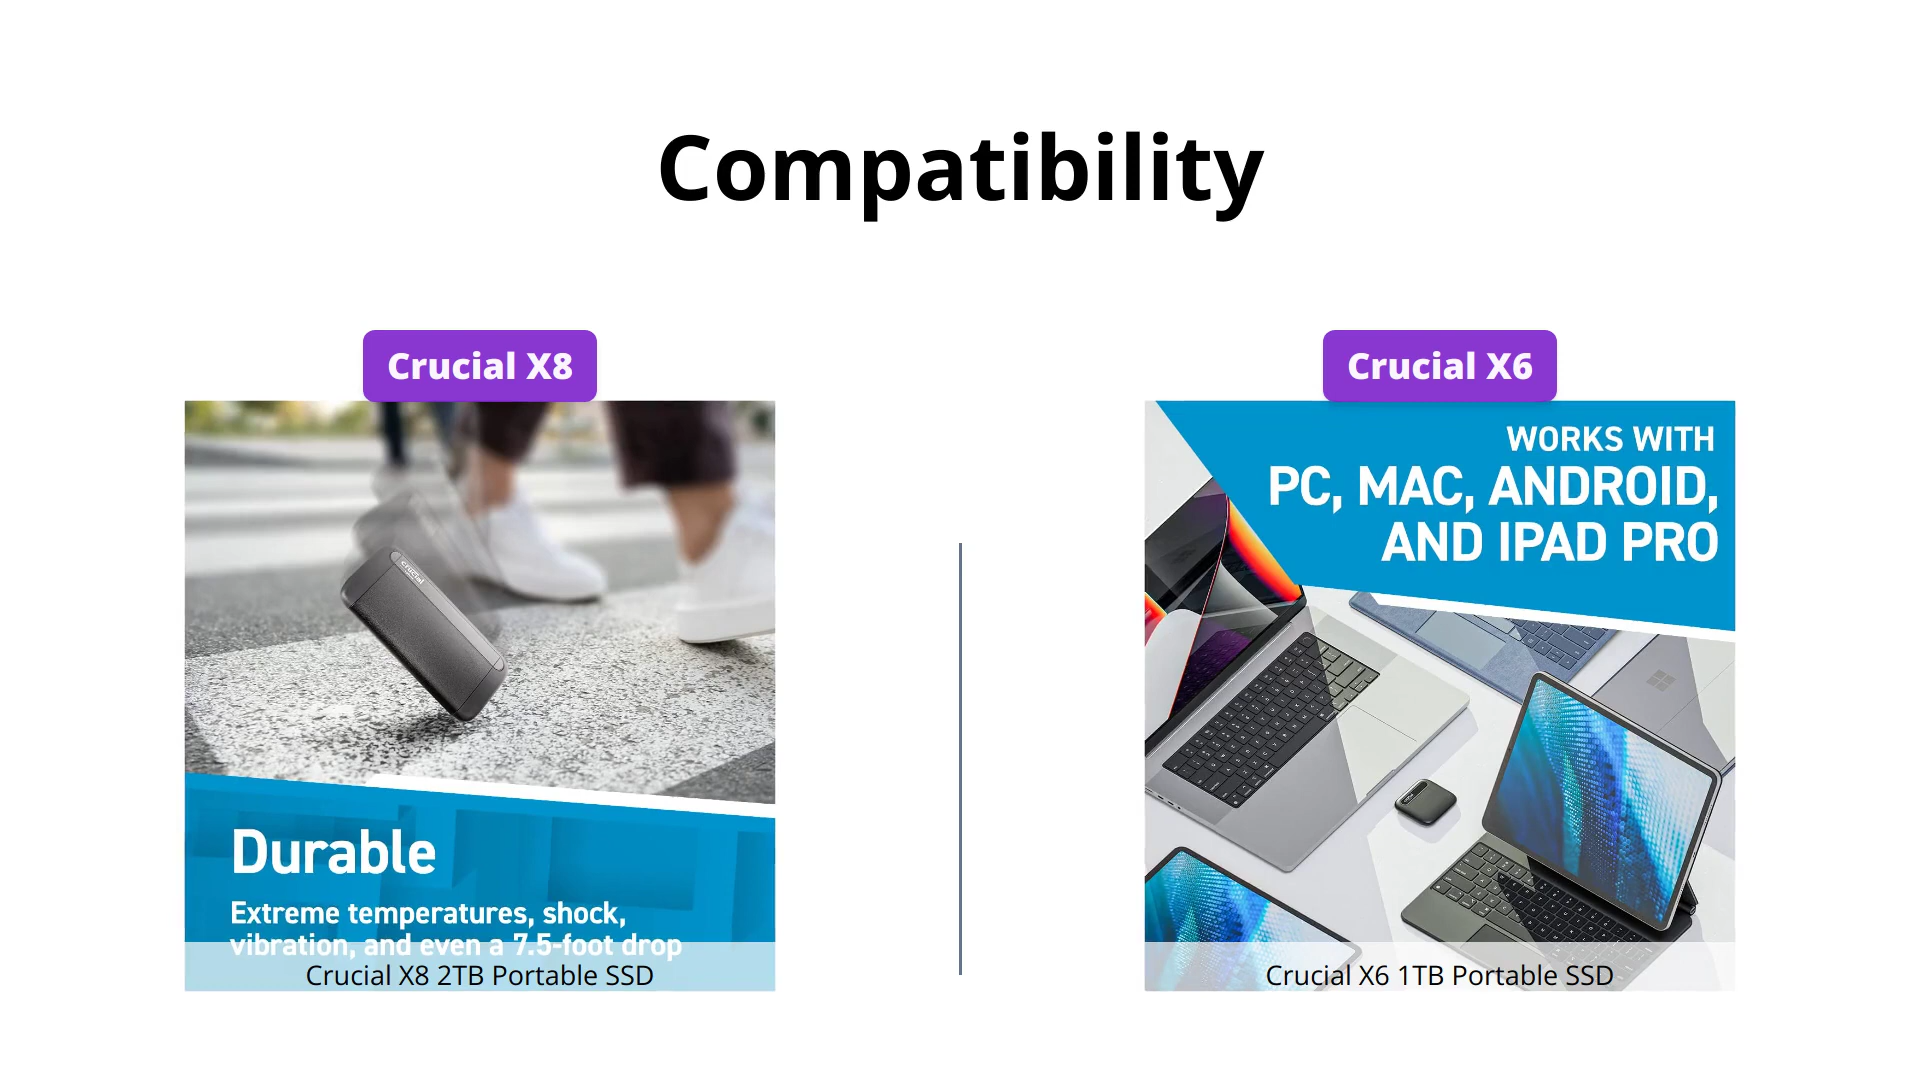 Compatibility
Crucial X8
crucial
Durable
Extreme temperatures, shock,
vibration, and even a 7.5-foot drop
Crucial X8 2TB Portable SSD
Crucial X6
WORKS WITH
PC, MAC, ANDROID,
AND IPAD PRO
Crucial X6 1TB Portable SSD